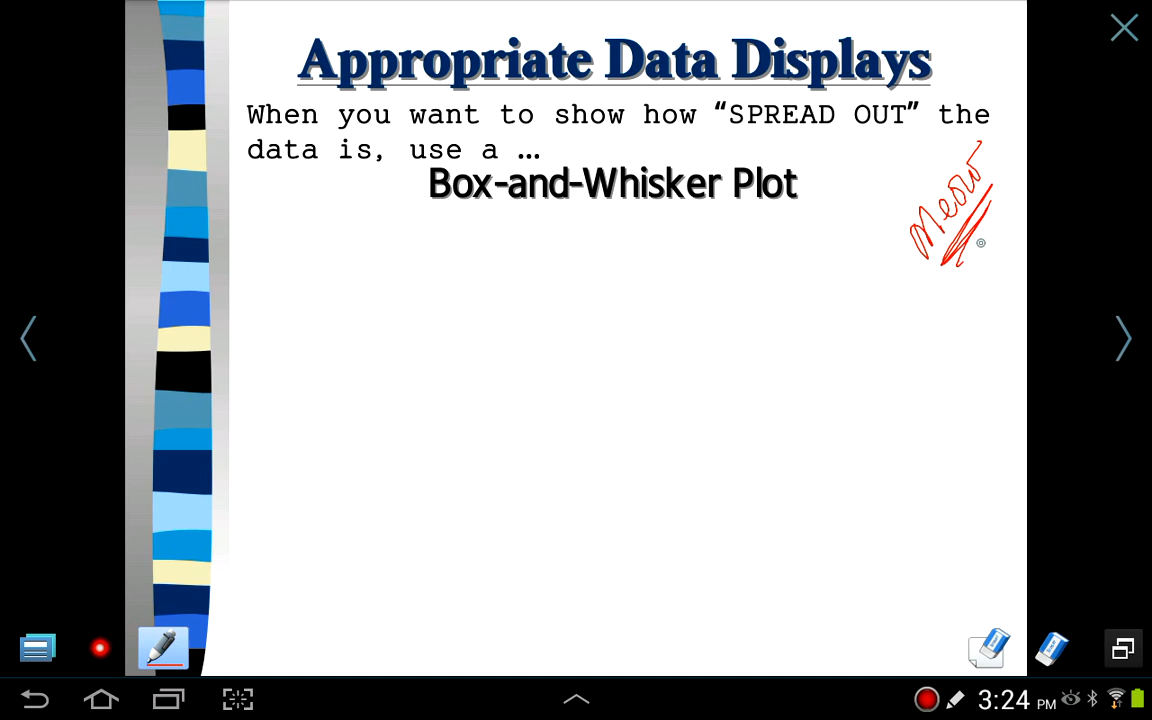 Appropriate Data Displays
When you want to show how “SPREAD OUT” the
data is, use a …
Box-and-Whisker Plot
Meow
3:24 PM